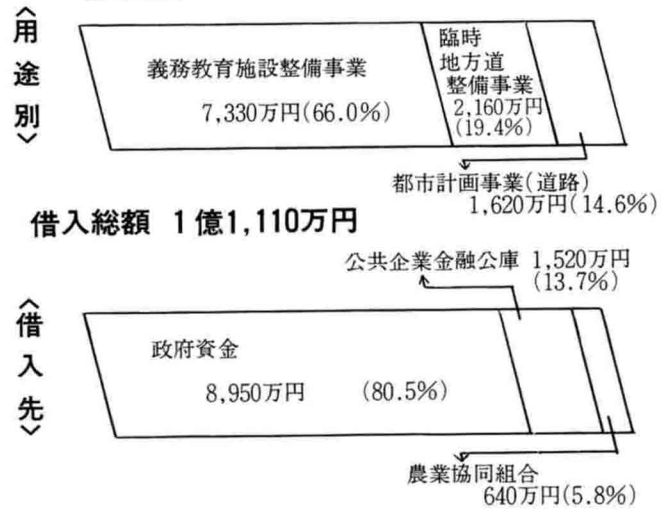 〈用途別〉
義務教育施設整備事業
7,330万円(66.0%)
臨時
地方道
整備事業
2,160万円
(19.4%)
都市計画事業(道路)
1,620万円(14.6%)
借入総額 1億1,110万円
公共企業金融公庫 1,520万円
(13.7%)
〈借入先〉
政府資金
8,950万円 (80.5%)
農業協同組合
640万円(5.8%)